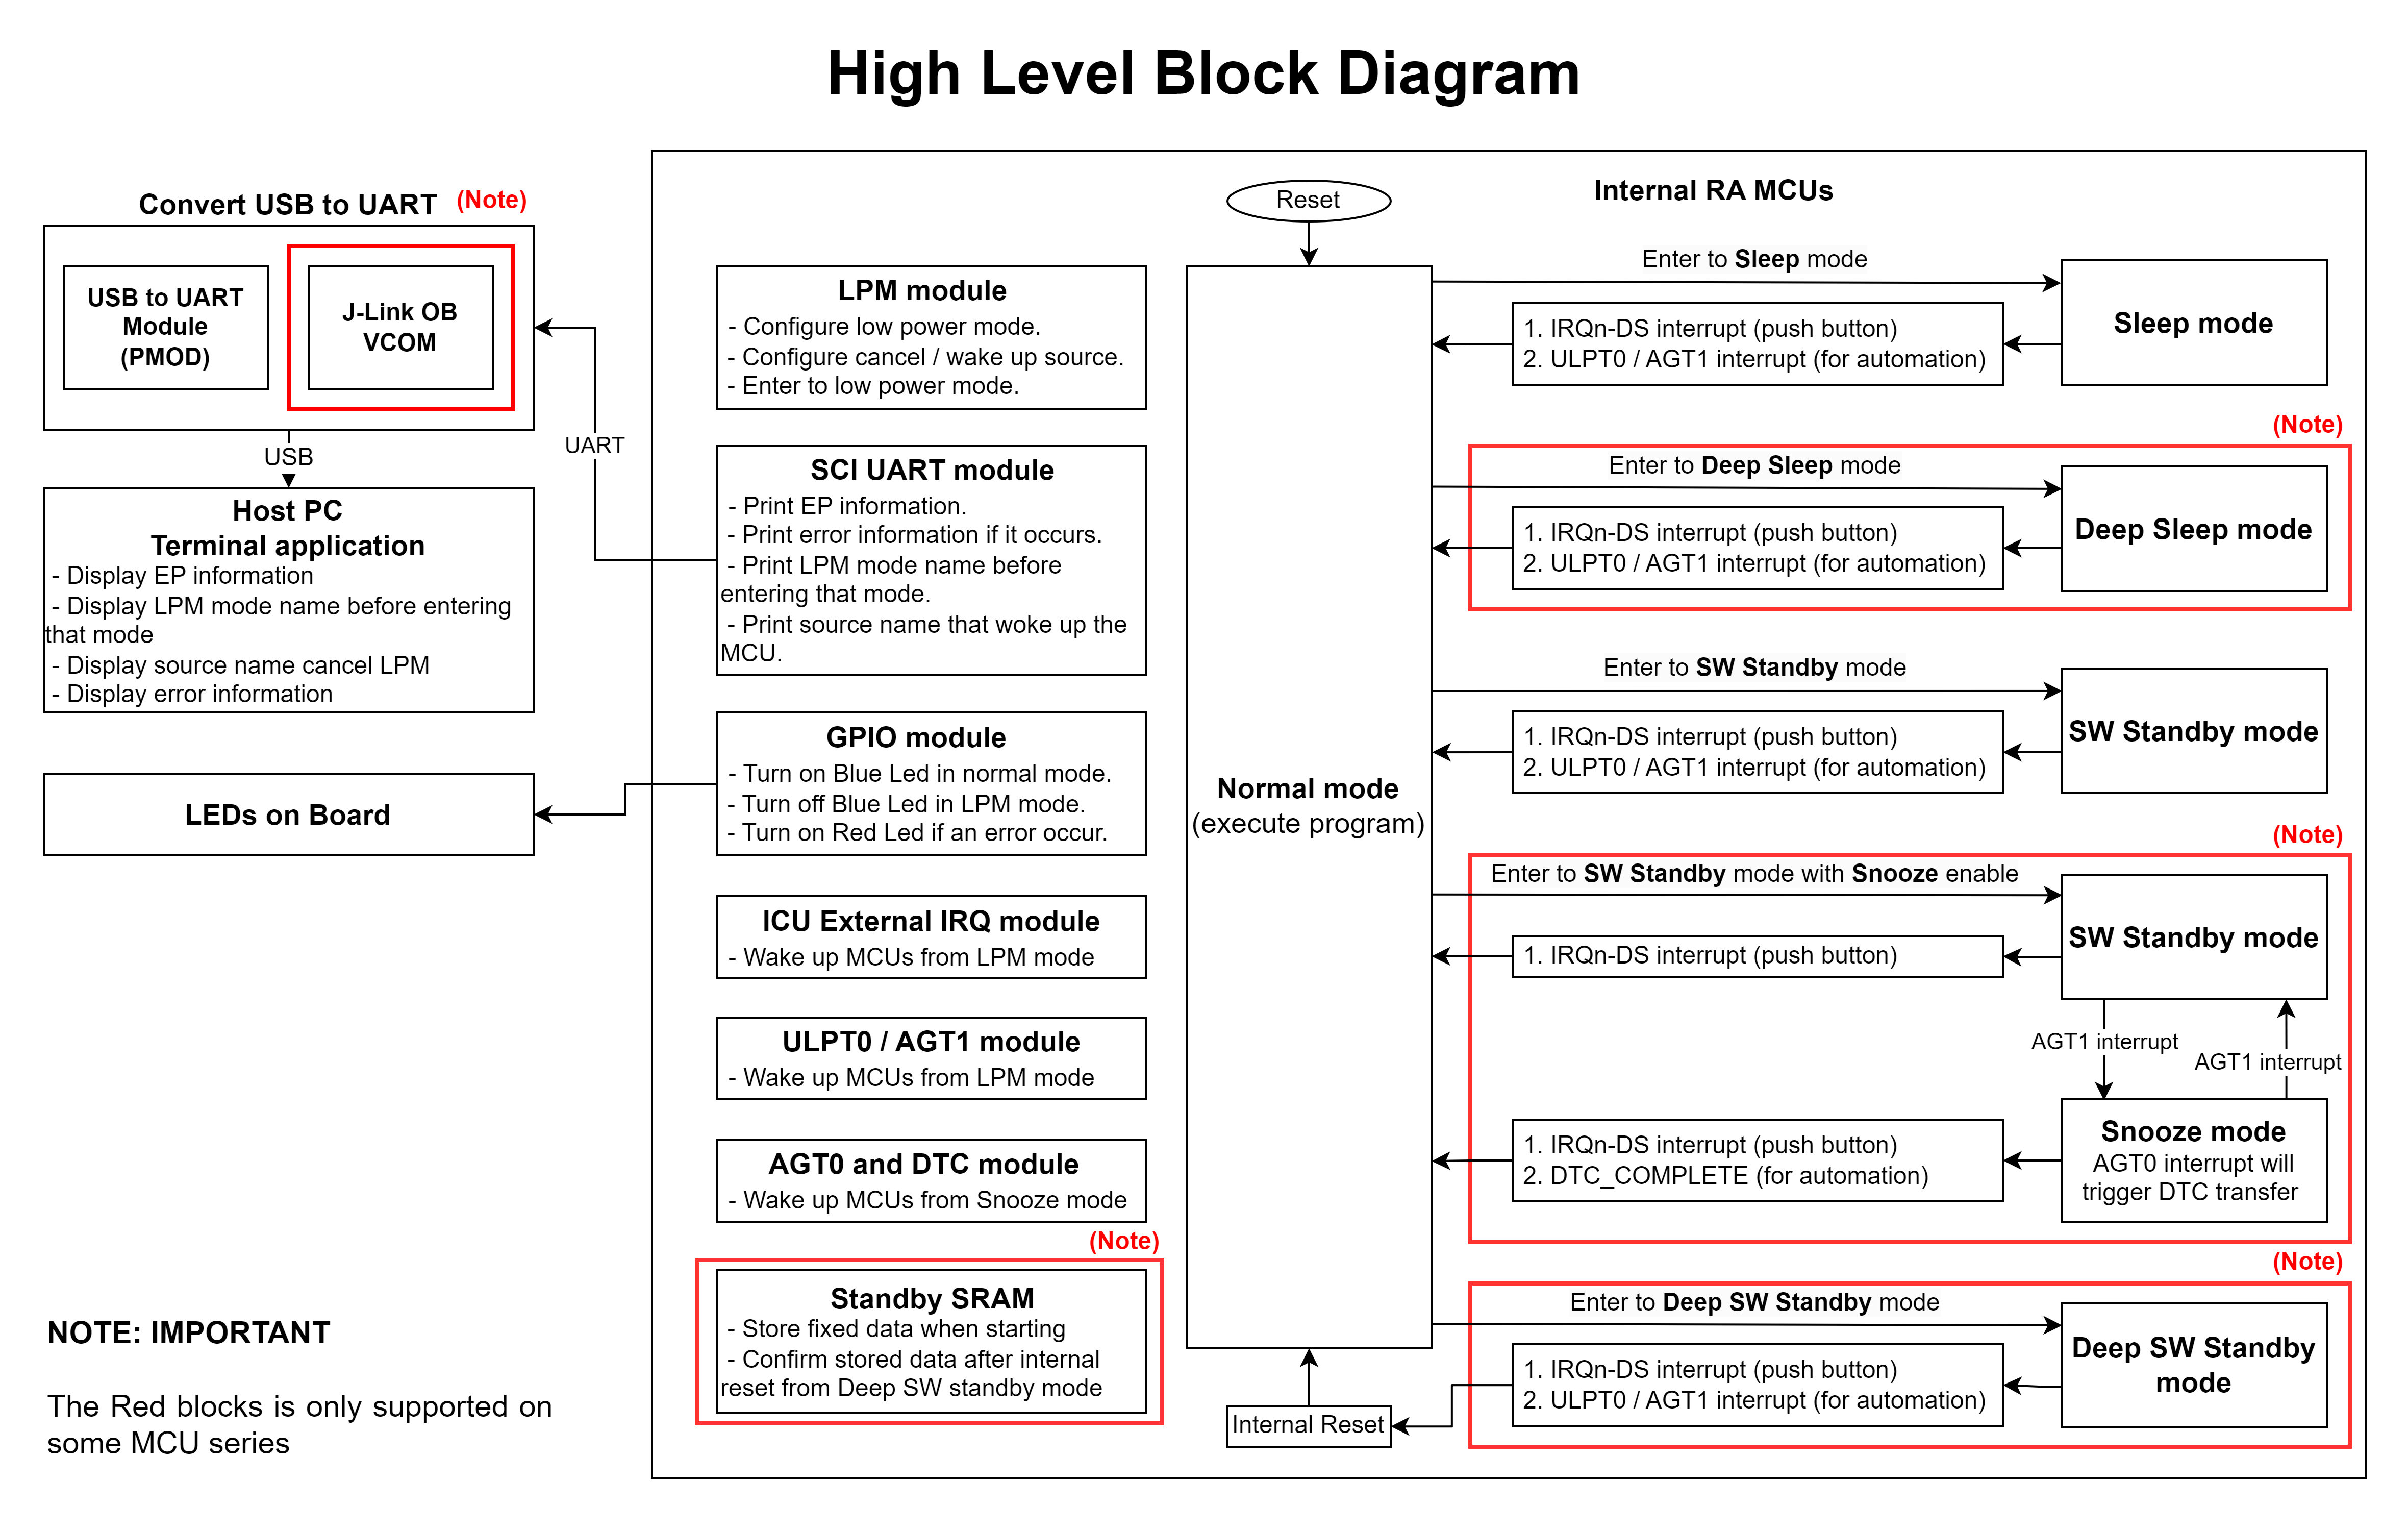 High Level Block Diagram
Convert USB to UART
(Note)
USB to UART
Module
(PMOD)
J-Link OB
VCOM
USB
UART
Host PC
Terminal application
- Display EP information
- Display LPM mode name before entering
that mode
- Display source name cancel LPM
- Display error information
LEDs on Board
NOTE: IMPORTANT
The Red blocks is only supported on
some MCU series
Internal RA MCUs
LPM module
- Configure low power mode.
- Configure cancel / wake up source.
- Enter to low power mode.
SCI UART module
- Print EP information.
- Print error information if it occurs.
- Print LPM mode name before
entering that mode.
- Print source name that woke up the
MCU.
GPIO module
- Turn on Blue Led in normal mode.
- Turn off Blue Led in LPM mode.
- Turn on Red Led if an error occur.
ICU External IRQ module
- Wake up MCUs from LPM mode
ULPT0 / AGT1 module
- Wake up MCUs from LPM mode
AGT0 and DTC module
- Wake up MCUs from Snooze mode
(Note)
Standby SRAM
- Store fixed data when starting
- Confirm stored data after internal
reset from Deep SW standby mode
Reset
Normal mode
(execute program)
Internal Reset
Enter to Sleep mode
1. IRQn-DS interrupt (push button)
2. ULPT0 / AGT1 interrupt (for automation)
Sleep mode
(Note)
Enter to Deep Sleep mode
1. IRQn-DS interrupt (push button)
2. ULPT0 / AGT1 interrupt (for automation)
Deep Sleep mode
Enter to SW Standby mode
1. IRQn-DS interrupt (push button)
2. ULPT0 / AGT1 interrupt (for automation)
SW Standby mode
(Note)
Enter to SW Standby mode with Snooze enable
1. IRQn-DS interrupt (push button)
SW Standby mode
AGT1 interrupt
AGT1 interrupt
1. IRQn-DS interrupt (push button)
2. DTC_COMPLETE (for automation)
Snooze mode
AGT0 interrupt will
trigger DTC transfer
(Note)
Enter to Deep SW Standby mode
1. IRQn-DS interrupt (push button)
2. ULPT0 / AGT1 interrupt (for automation)
Deep SW Standby
mode